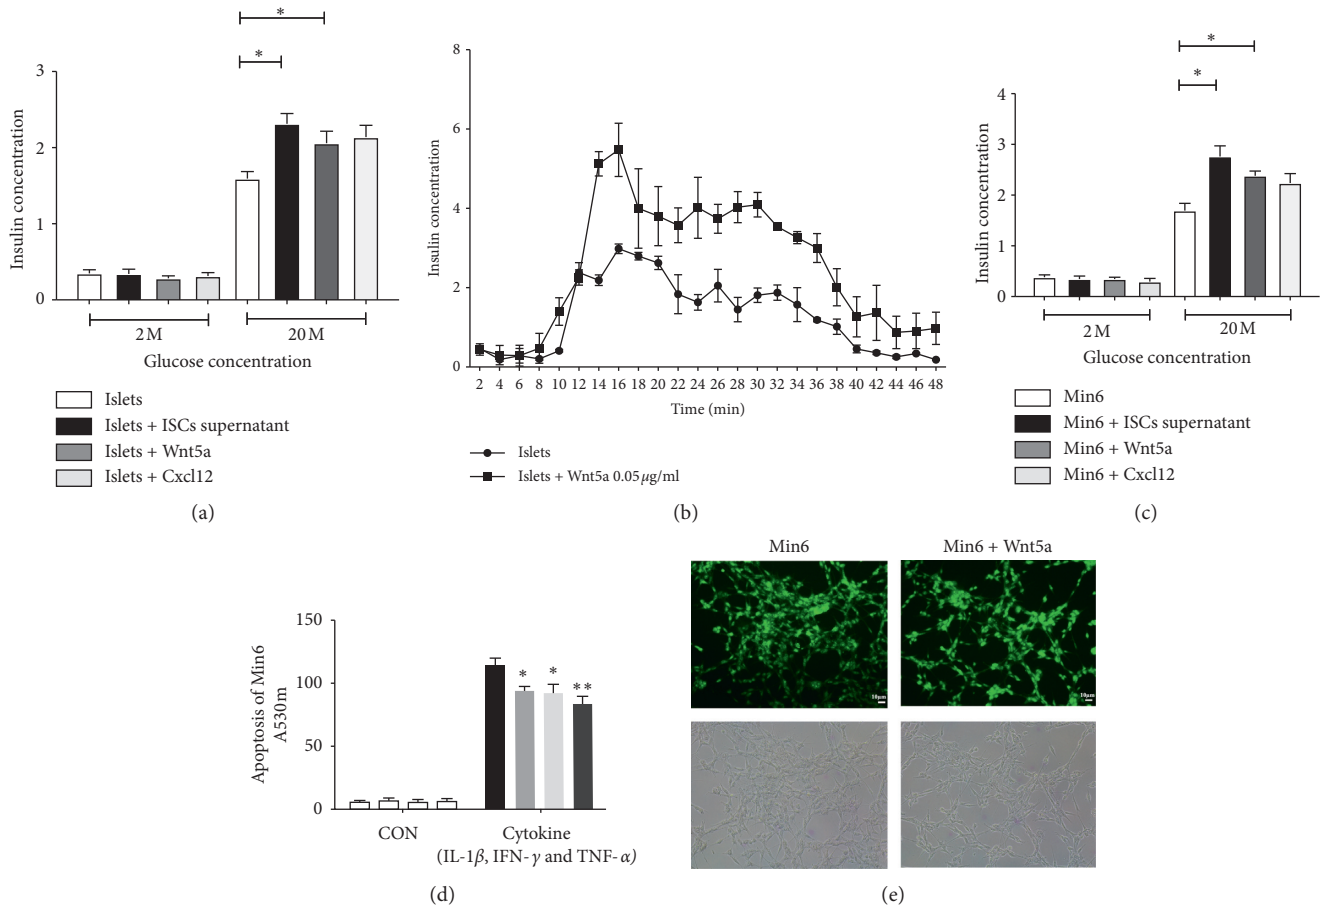 *
*
3
2
1
0
Insulin concentration
2 M
20 M
Glucose concentration
Islets
Islets + ISCs supernatant
Islets + Wnt5a
Islets + Cxcl12
(a)
8
6
4
2
0
Insulin concentration
2 4 6 8 10 12 14 16 18 20 22 24 26 28 30 32 34 36 38 40 42 44 46 48
Time (min)
Islets
Islets + Wnt5a 0.05 μg/ml
(b)
*
*
4
3
2
1
0
Insulin concentration
2 M
20 M
Glucose concentration
Min6
Min6 + ISCs supernatant
Min6 + Wnt5a
Min6 + Cxcl12
(c)
150
100
50
0
Apoptosis of Min6
A530m
* * **
CON
Cytokine
(IL-1β, IFN-γ and TNF-α)
(d)
Min6
Min6 + Wnt5a
10μm
10μm
(e)